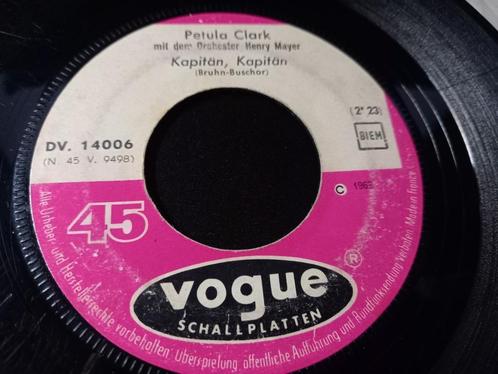 Petula Clark
mit dem Orchester Henry Mayer
Kapitän, Kapitän
(Bruhn-Buschor)
DV. 14006
(N. 45 V. 9498)
(2' 23)
BIEM
45
©
®
vogue
SCHALLPLATTEN
Alle Urheber- und Herstellerrechte vorbehalten. Überspielung, öffentliche Aufführung und Rundfunksendung verboten. Made in France